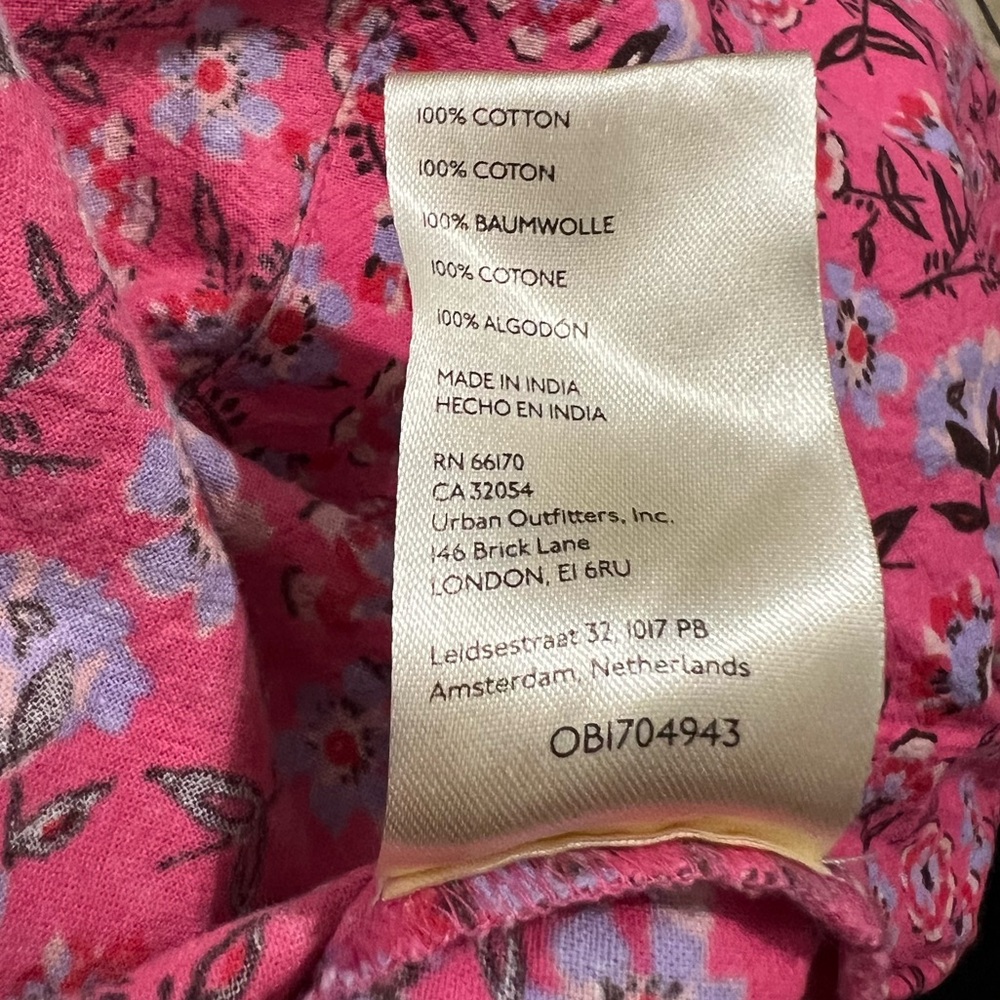 100% COTTON
100% COTON
100% BAUMWOLLE
100% COTONE
100% ALGODÓN
MADE IN INDIA
HECHO EN INDIA
RN 66170
CA 32054
Urban Outfitters, Inc.
146 Brick Lane
LONDON, E1 6RU
Leidsestraat 32, 1017 PB
Amsterdam, Netherlands
OB1704943